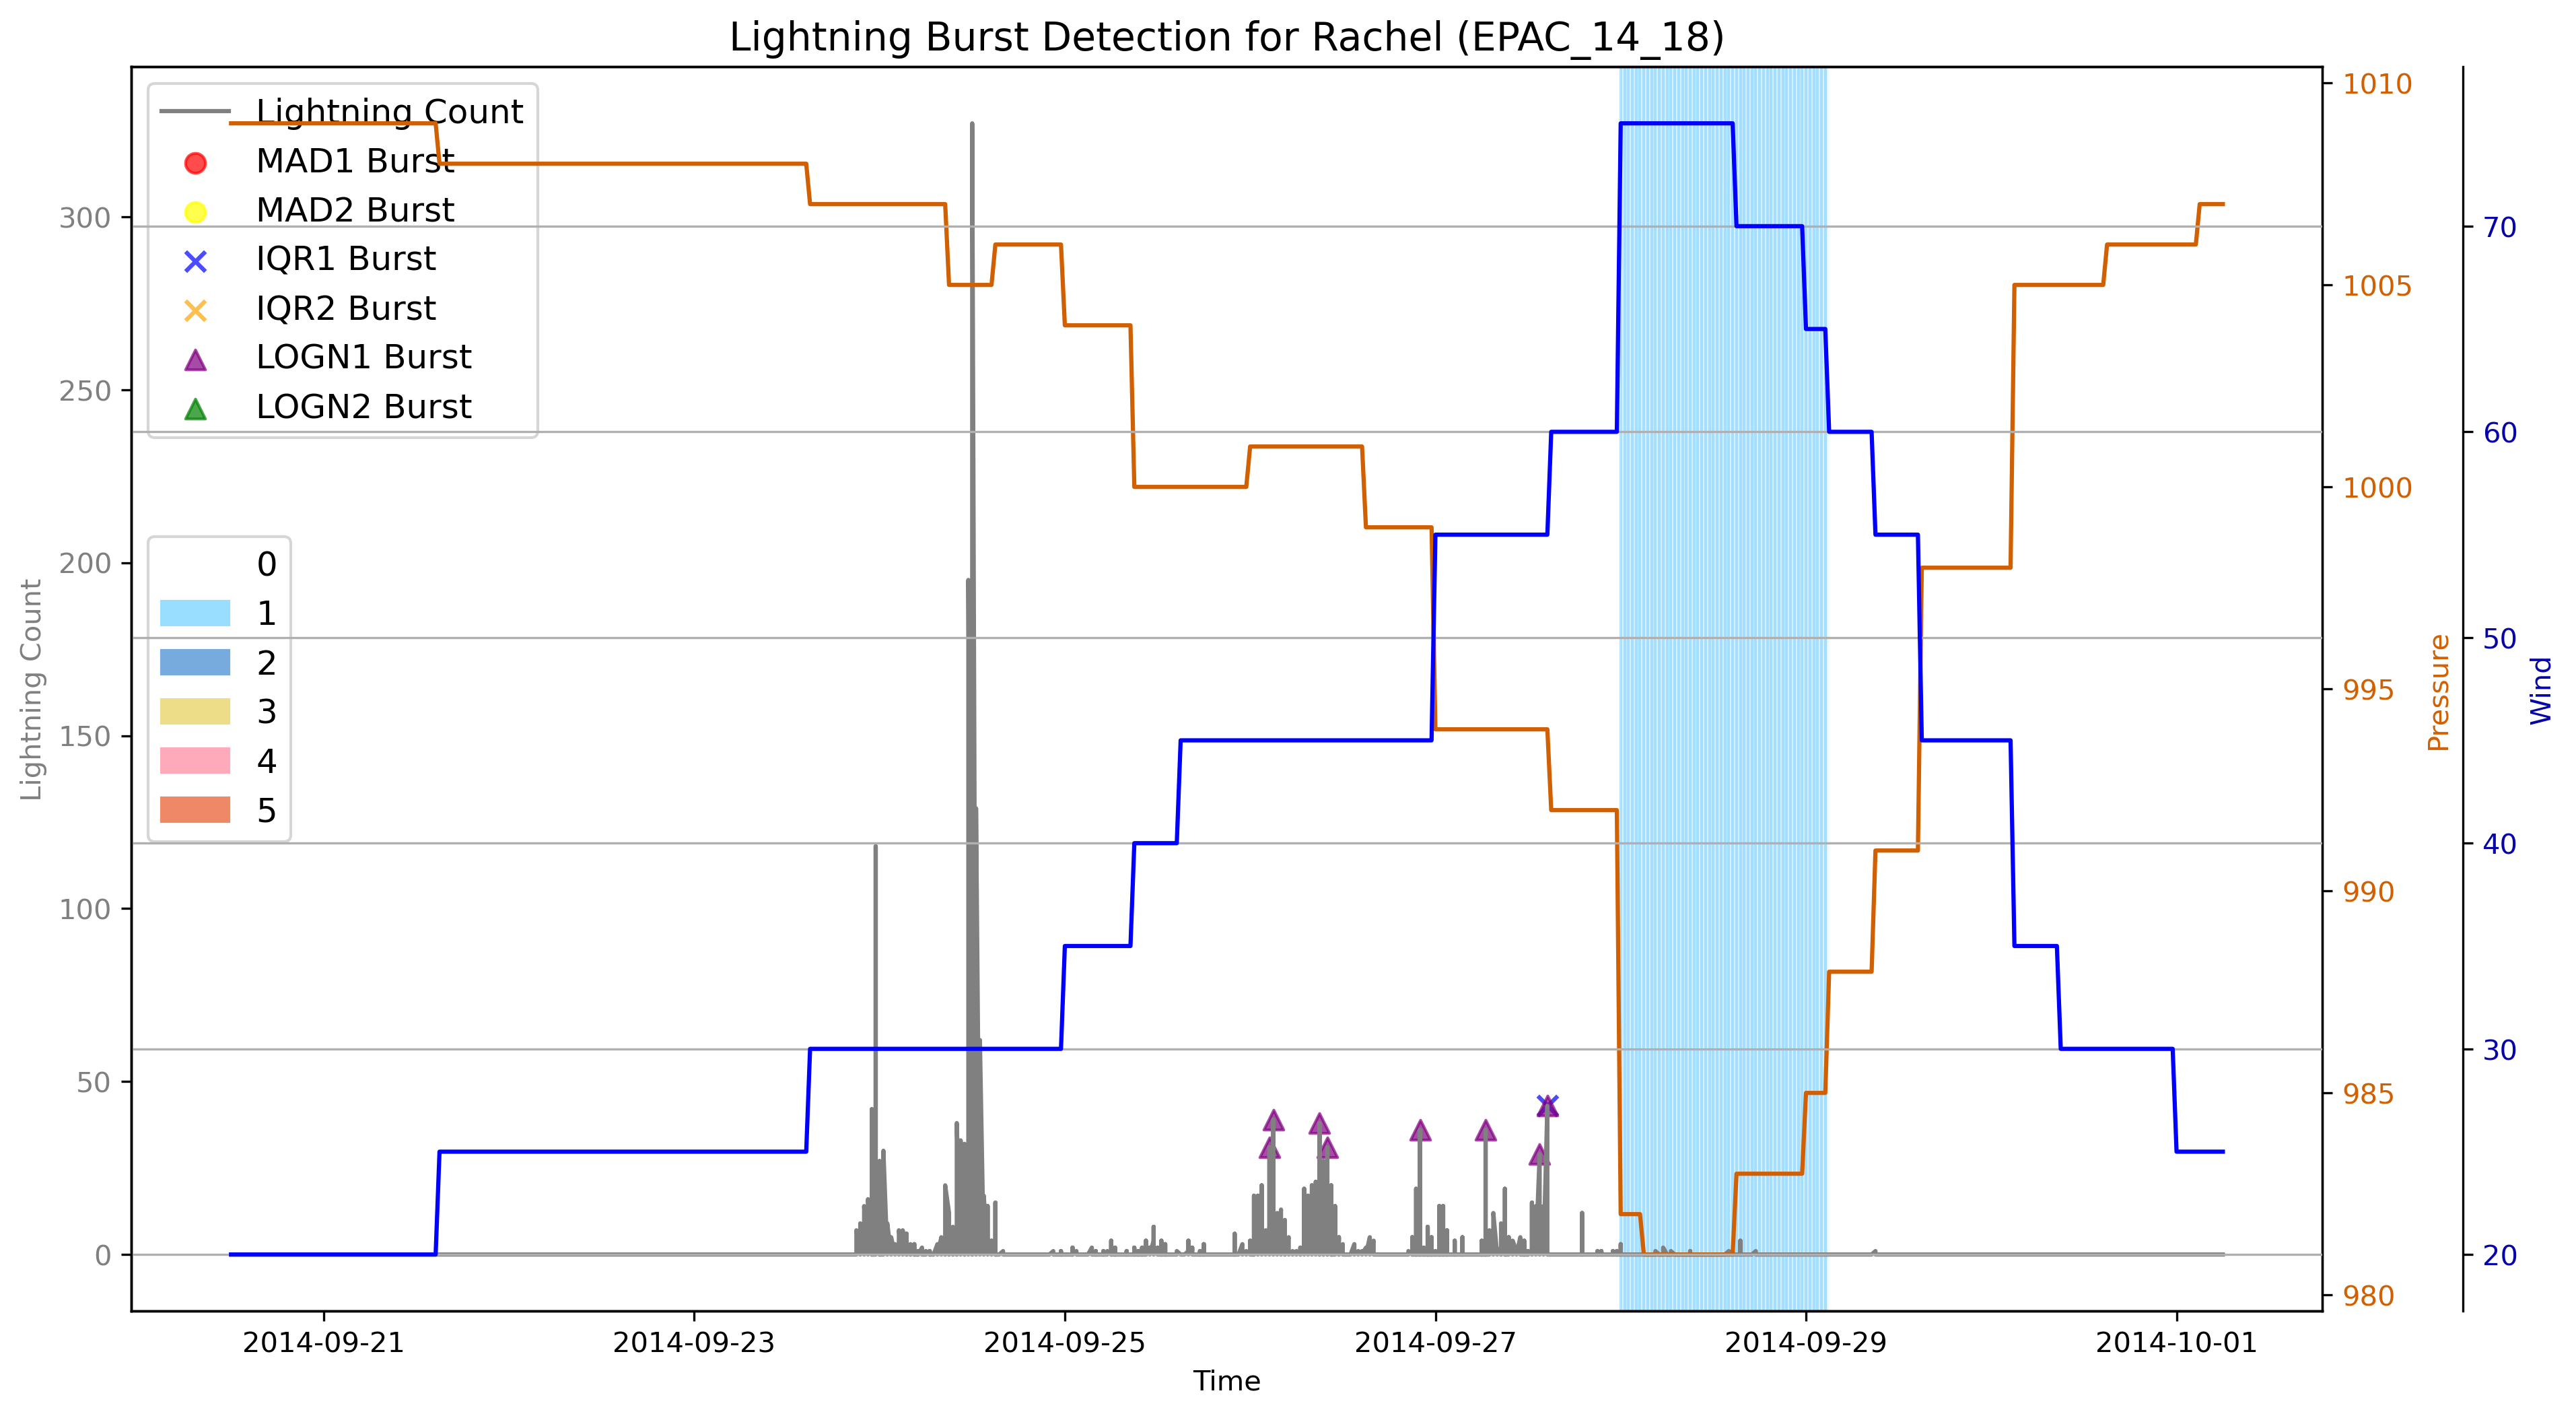 Lightning Burst Detection for Rachel (EPAC_14_18)
Lightning Count
MAD1 Burst
MAD2 Burst
IQR1 Burst
IQR2 Burst
LOGN1 Burst
LOGN2 Burst
0
1
2
3
4
5
Lightning Count
300
250
200
150
100
50
0
1010
1005
1000
995
990
985
980
Pressure
70
60
50
40
30
20
Wind
2014-09-21
2014-09-23
2014-09-25
2014-09-27
2014-09-29
2014-10-01
Time